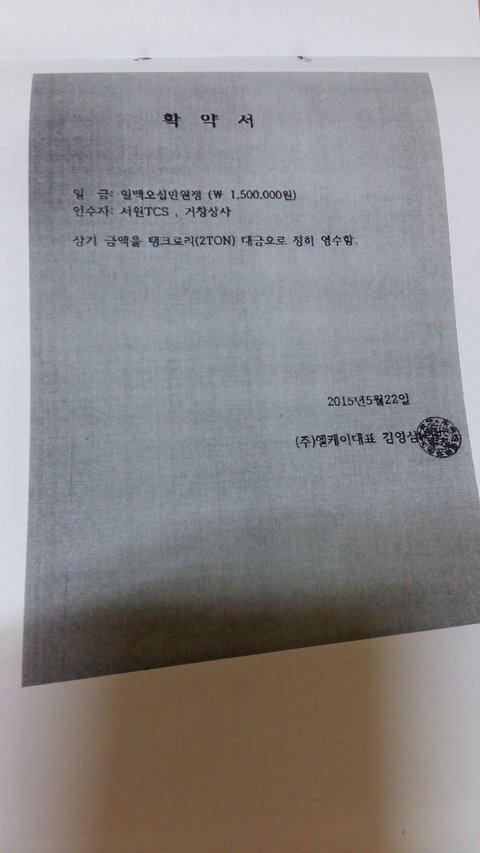 확 약 서
일 금: 일백오십만원정 (₩ 1,500.000원)
인수자: 서원TCS , 거창상사
상기 금액을 탱크로리(2TON) 대금으로 정히 영수함.
2015년5월22일
(주)엘케이대표 김영삼